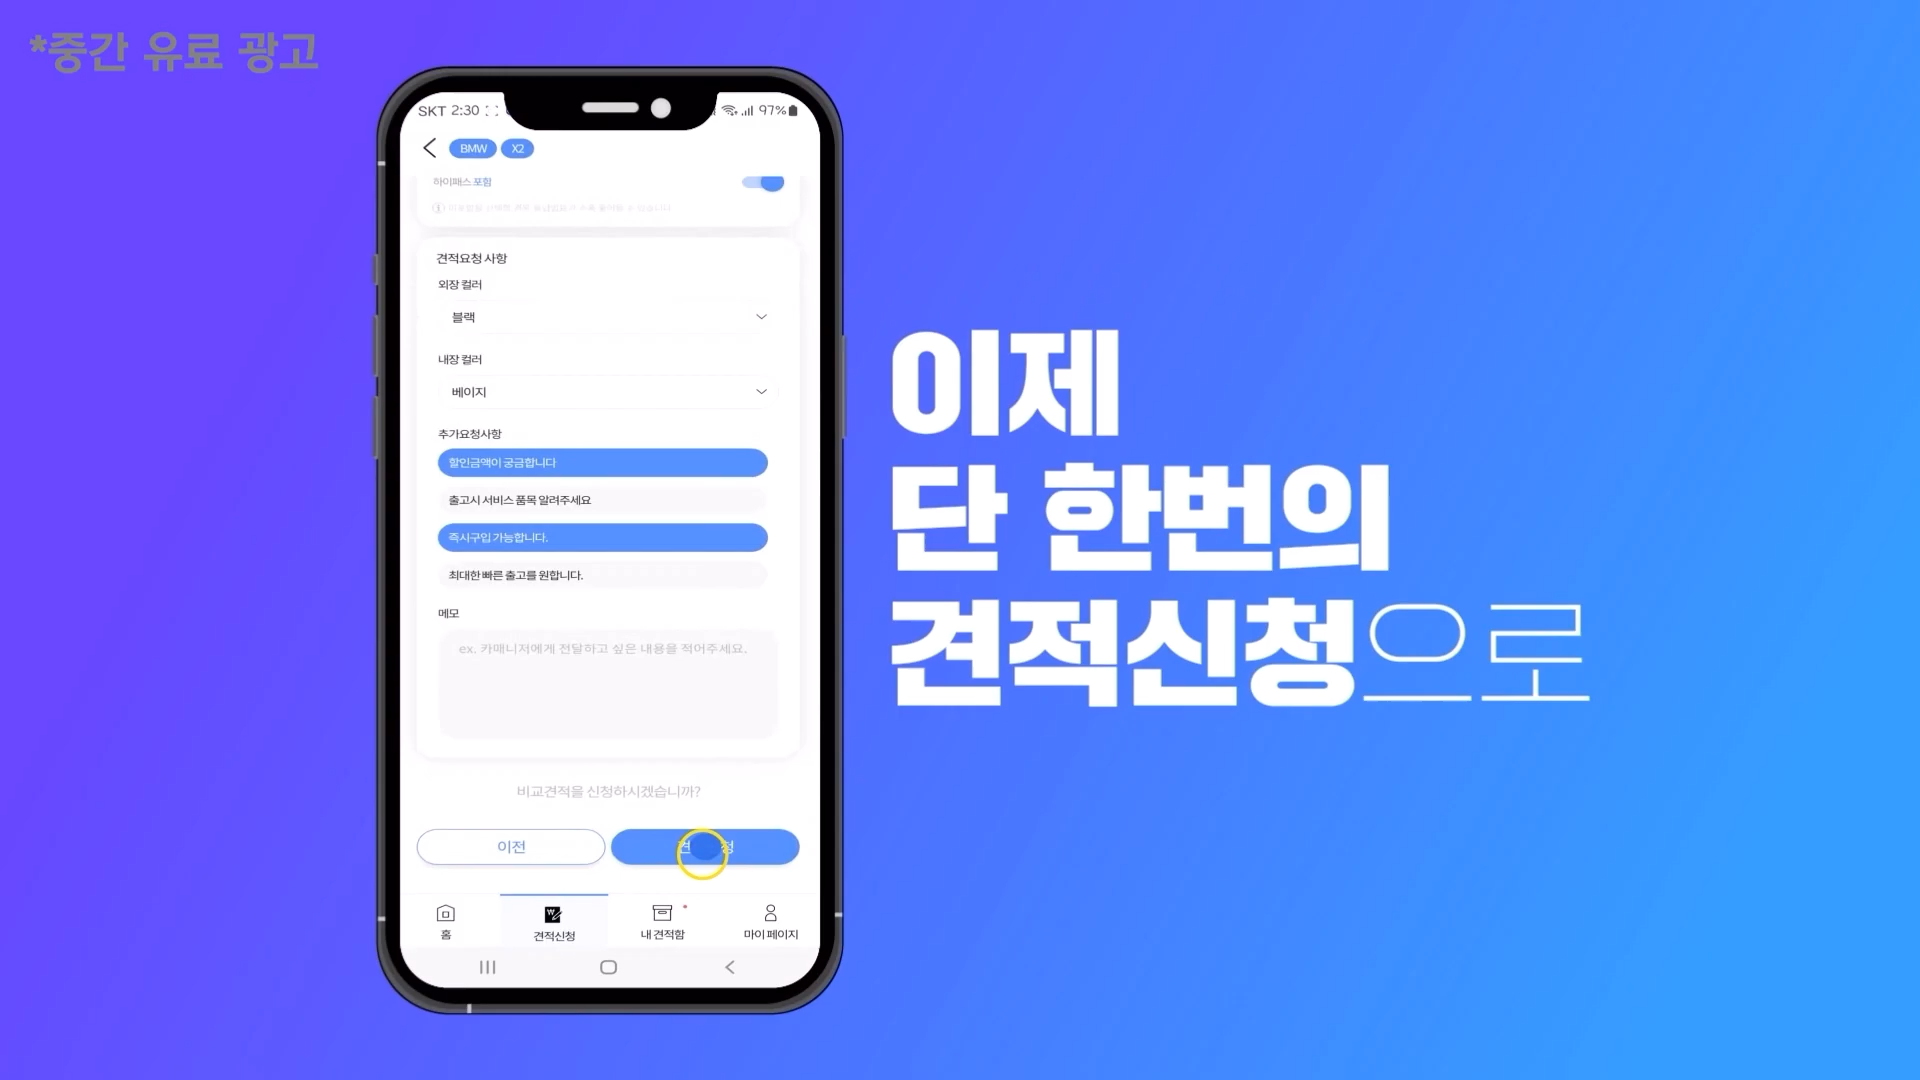 *중간 유료 광고
SKT 2:30
97%
BMW X2
하이패스 포함
견적요청 사항
외장 컬러
블랙
내장 컬러
베이지
추가요청사항
할인금액이 궁금합니다
출고시 서비스 품목 알려주세요
즉시구입 가능합니다.
최대한 빠른 출고를 원합니다.
메모
ex. 카매니저에게 전달하고 싶은 내용을 적어주세요.
비교견적을 신청하시겠습니까?
이전
홈
견적신청
내 견적함
마이 페이지
이제
단 한번의
견적신청으로